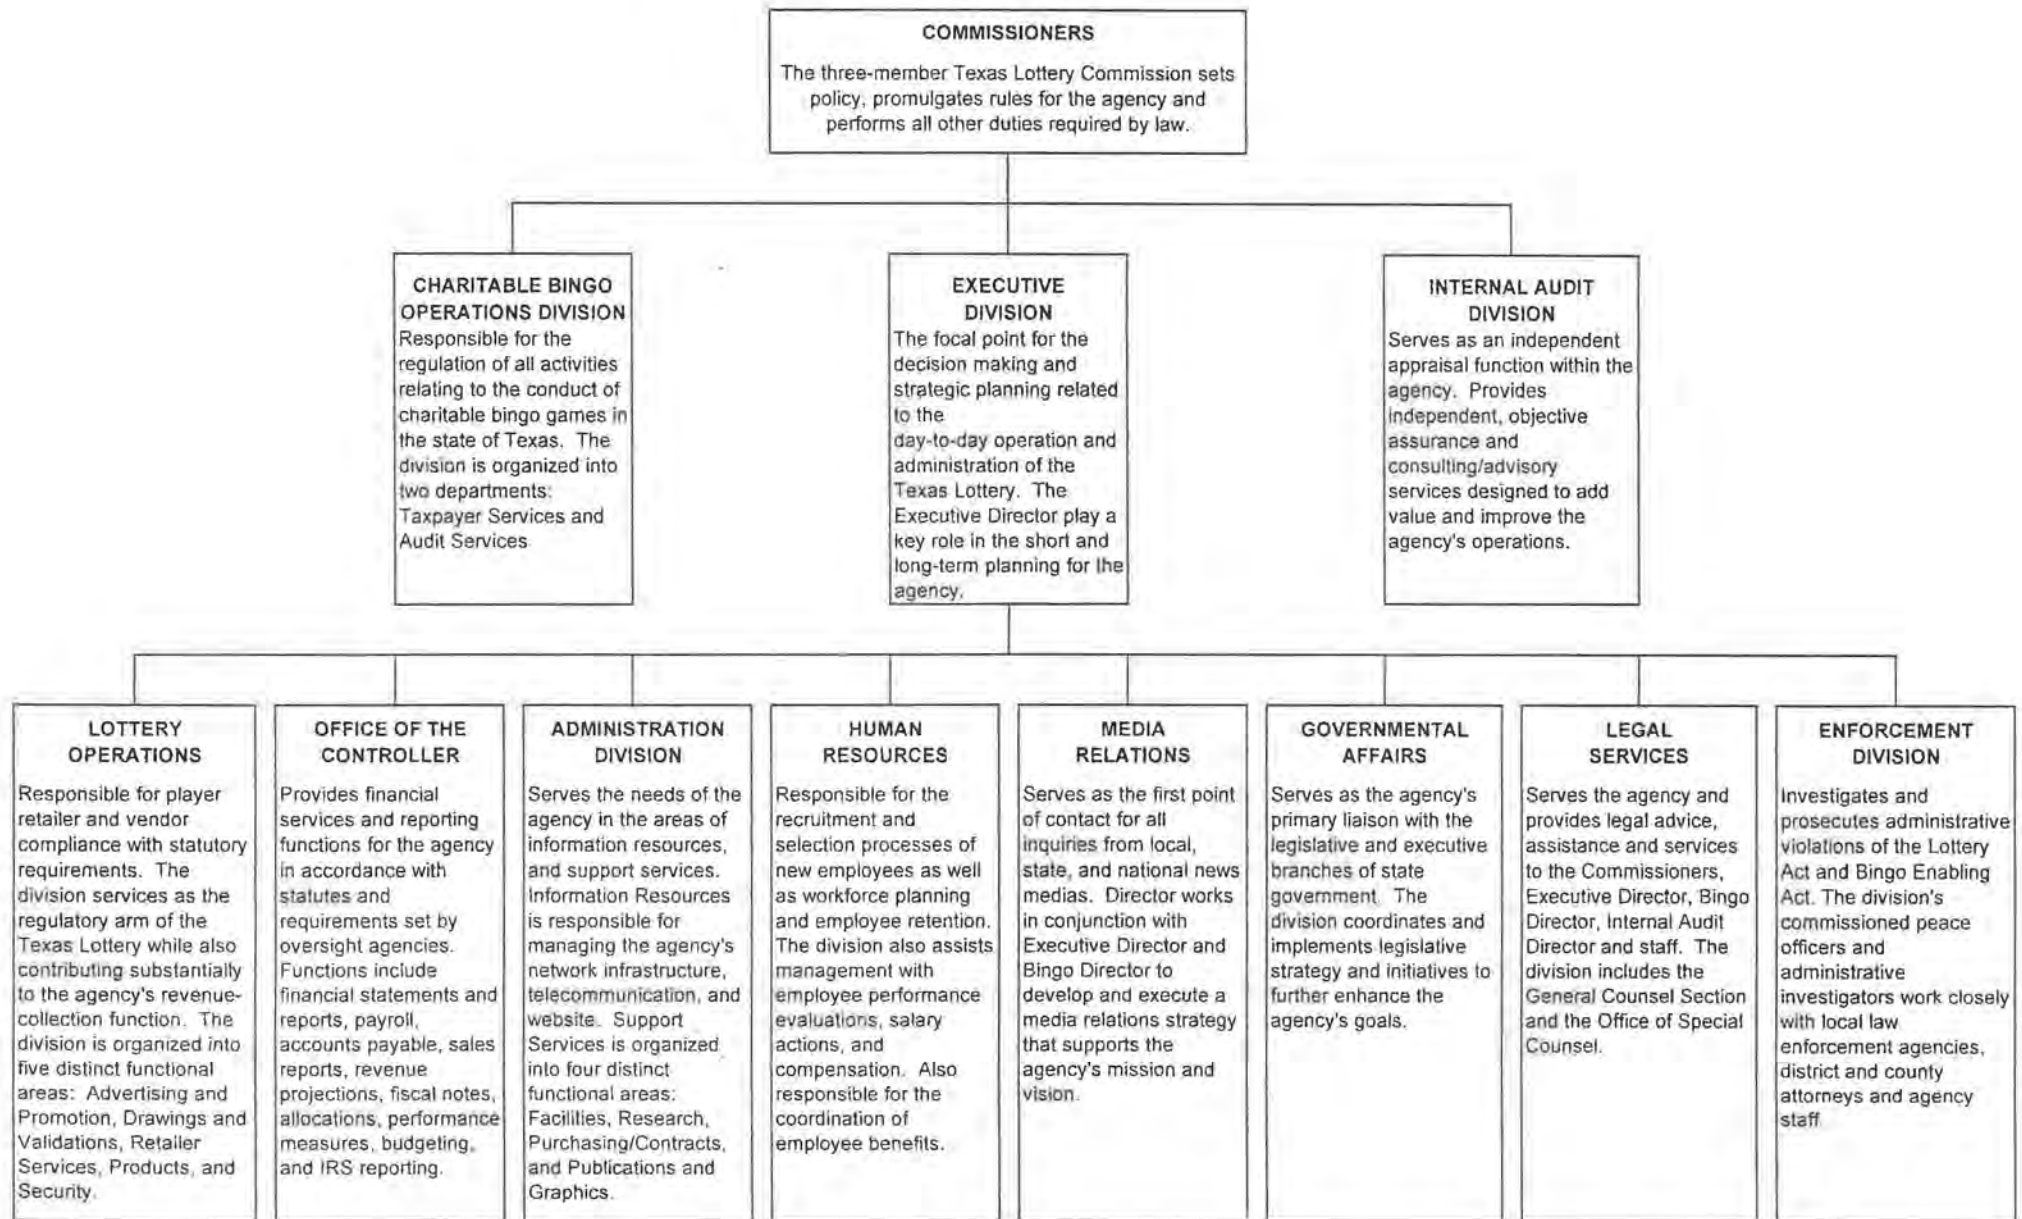 COMMISSIONERS
The three-member Texas Lottery Commission sets
policy, promulgates rules for the agency and
performs all other duties required by law.
CHARITABLE BINGO
OPERATIONS DIVISION
Responsible for the
regulation of all activities
relating to the conduct of
charitable bingo games in
the state of Texas. The
division is organized into
two departments:
Taxpayer Services and
Audit Services
EXECUTIVE
DIVISION
The focal point for the
decision making and
strategic planning related
to the
day-to-day operation and
administration of the
Texas Lottery. The
Executive Director play a
key role in the short and
long-term planning for the
agency.
INTERNAL AUDIT
DIVISION
Serves as an independent
appraisal function within the
agency. Provides
independent, objective
assurance and
consulting/advisory
services designed to add
value and improve the
agency's operations.
LOTTERY
OPERATIONS
Responsible for player
retailer and vendor
compliance with statutory
requirements. The
division services as the
regulatory arm of the
Texas Lottery while also
contributing substantially
to the agency's revenue-
collection function. The
division is organized into
five distinct functional
areas: Advertising and
Promotion, Drawings and
Validations, Retailer
Services, Products, and
Security.
OFFICE OF THE
CONTROLLER
Provides financial
services and reporting
functions for the agency
in accordance with
statutes and
requirements set by
oversight agencies.
Functions include
financial statements and
reports, payroll,
accounts payable, sales
reports, revenue
projections, fiscal notes,
allocations, performance
measures, budgeting,
and IRS reporting.
ADMINISTRATION
DIVISION
Serves the needs of the
agency in the areas of
information resources,
and support services.
Information Resources
is responsible for
managing the agency's
network infrastructure,
telecommunication, and
website. Support
Services is organized
into four distinct
functional areas:
Facilities, Research,
Purchasing/Contracts,
and Publications and
Graphics.
HUMAN
RESOURCES
Responsible for the
recruitment and
selection processes of
new employees as well
as workforce planning
and employee retention.
The division also assists
management with
employee performance
evaluations, salary
actions, and
compensation. Also
responsible for the
coordination of
employee benefits.
MEDIA
RELATIONS
Serves as the first point
of contact for all
inquiries from local,
state, and national news
medias. Director works
in conjunction with
Executive Director and
Bingo Director to
develop and execute a
media relations strategy
that supports the
agency's mission and
vision.
GOVERNMENTAL
AFFAIRS
Serves as the agency's
primary liaison with the
legislative and executive
branches of state
government. The
division coordinates and
implements legislative
strategy and initiatives to
further enhance the
agency's goals.
LEGAL
SERVICES
Serves the agency and
provides legal advice,
assistance and services
to the Commissioners,
Executive Director, Bingo
Director, Internal Audit
Director and staff. The
division includes the
General Counsel Section
and the Office of Special
Counsel.
ENFORCEMENT
DIVISION
Investigates and
prosecutes administrative
violations of the Lottery
Act and Bingo Enabling
Act. The division's
commissioned peace
officers and
administrative
investigators work closely
with local law
enforcement agencies,
district and county
attorneys and agency
staff